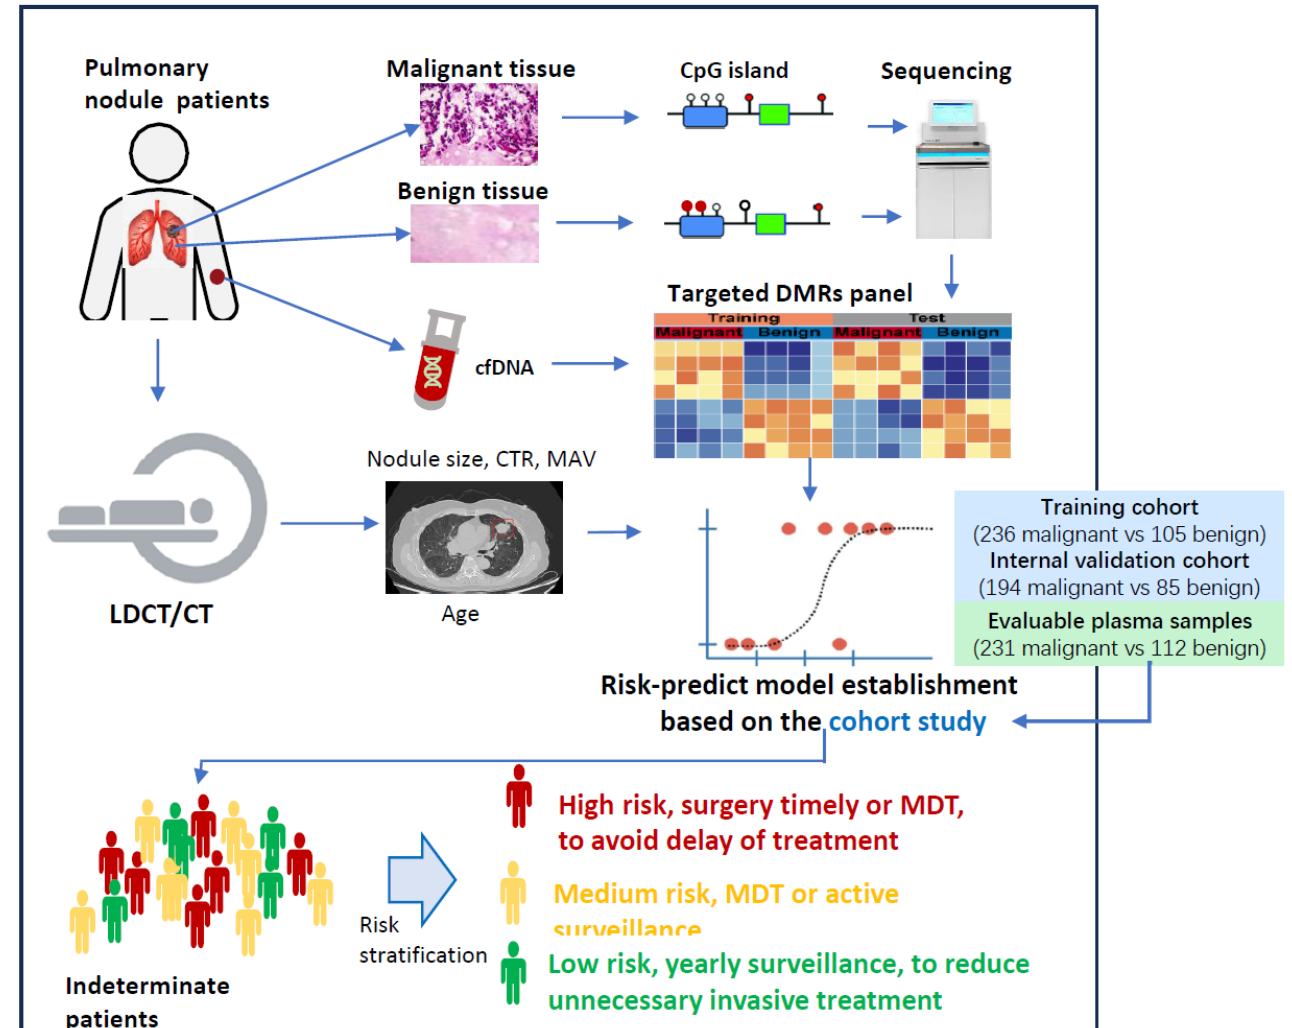 Pulmonary
nodule patients
Malignant tissue
CpG island
Sequencing
Benign tissue
Targeted DMRs panel
Training
Test
Malignant
Benign
Malignant
Benign
cfDNA
Nodule size, CTR, MAV
Age
LDCT/CT
Training cohort
(236 malignant vs 105 benign)
Internal validation cohort
(194 malignant vs 85 benign)
Evaluable plasma samples
(231 malignant vs 112 benign)
Risk-predict model establishment
based on the cohort study
High risk, surgery timely or MDT,
to avoid delay of treatment
Medium risk, MDT or active
surveillance
Risk
stratification
Low risk, yearly surveillance, to reduce
unnecessary invasive treatment
Indeterminate
patients